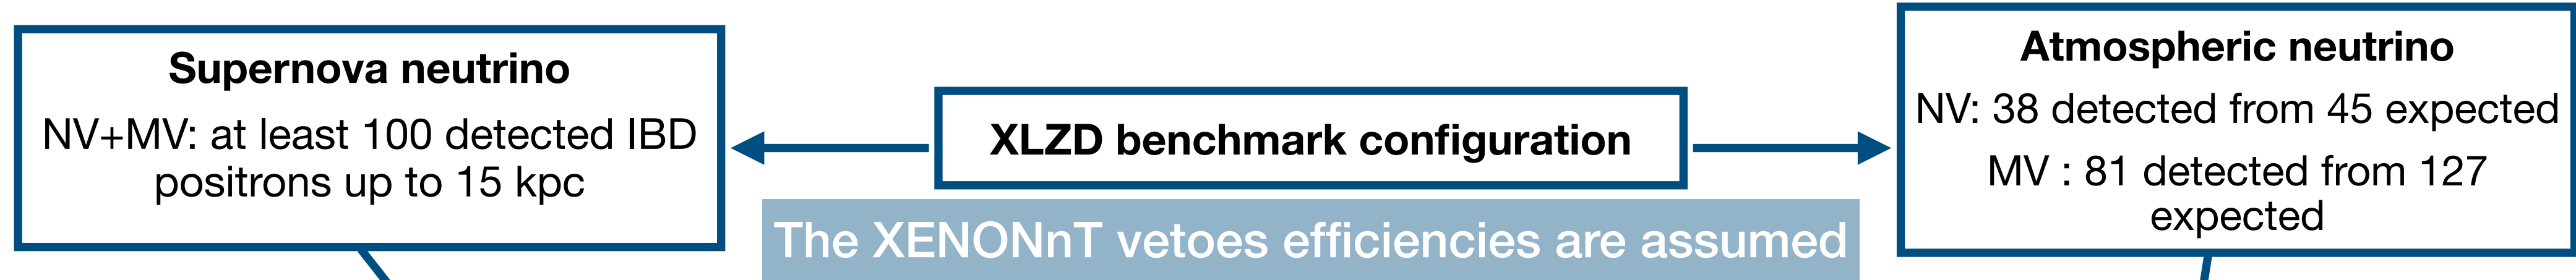 Supernova neutrino
NV+MV: at least 100 detected IBD
positrons up to 15 kpc
XLZD benchmark configuration
The XENONnT vetoes efficiencies are assumed
Atmospheric neutrino
NV: 38 detected from 45 expected
MV : 81 detected from 127
expected